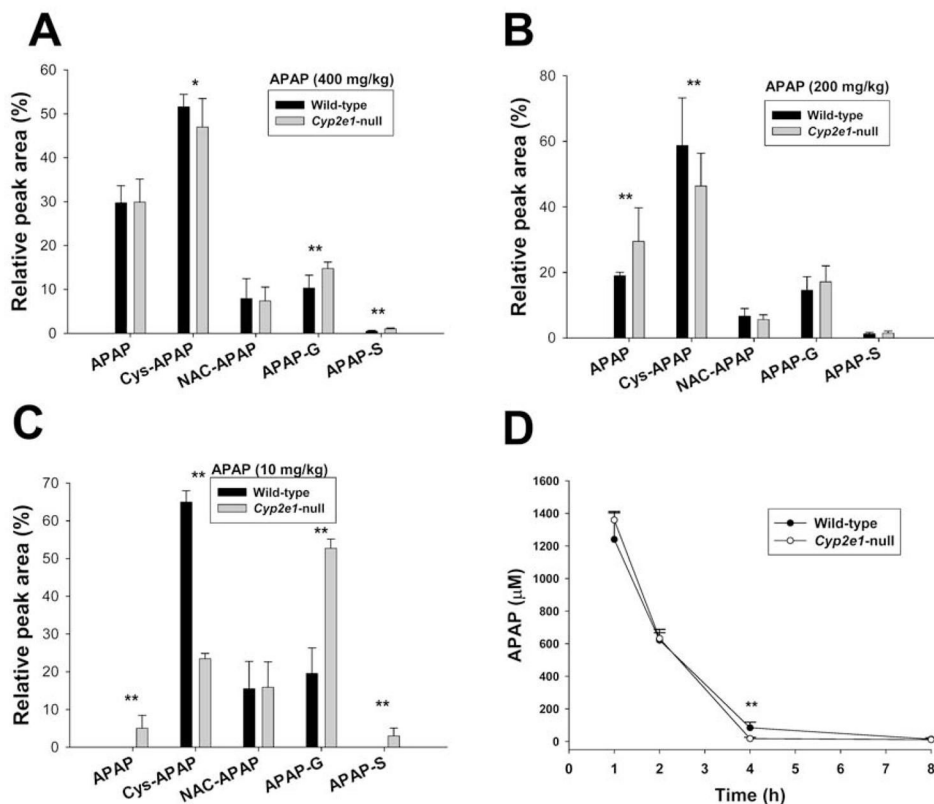 A
APAP (400 mg/kg)
Wild-type
Cyp2e1-null
Relative peak area (%)
60
50
40
30
20
10
0
*
**
**
APAP
Cys-APAP
NAC-APAP
APAP-G
APAP-S
B
APAP (200 mg/kg)
Wild-type
Cyp2e1-null
Relative peak area (%)
80
60
40
20
0
**
**
APAP
Cys-APAP
NAC-APAP
APAP-G
APAP-S
C
APAP (10 mg/kg)
Wild-type
Cyp2e1-null
Relative peak area (%)
70
60
50
40
30
20
10
0
**
**
**
**
APAP
Cys-APAP
NAC-APAP
APAP-G
APAP-S
D
Wild-type
Cyp2e1-null
APAP (μM)
1600
1400
1200
1000
800
600
400
200
0
**
0 1 2 3 4 5 6 7 8
Time (h)